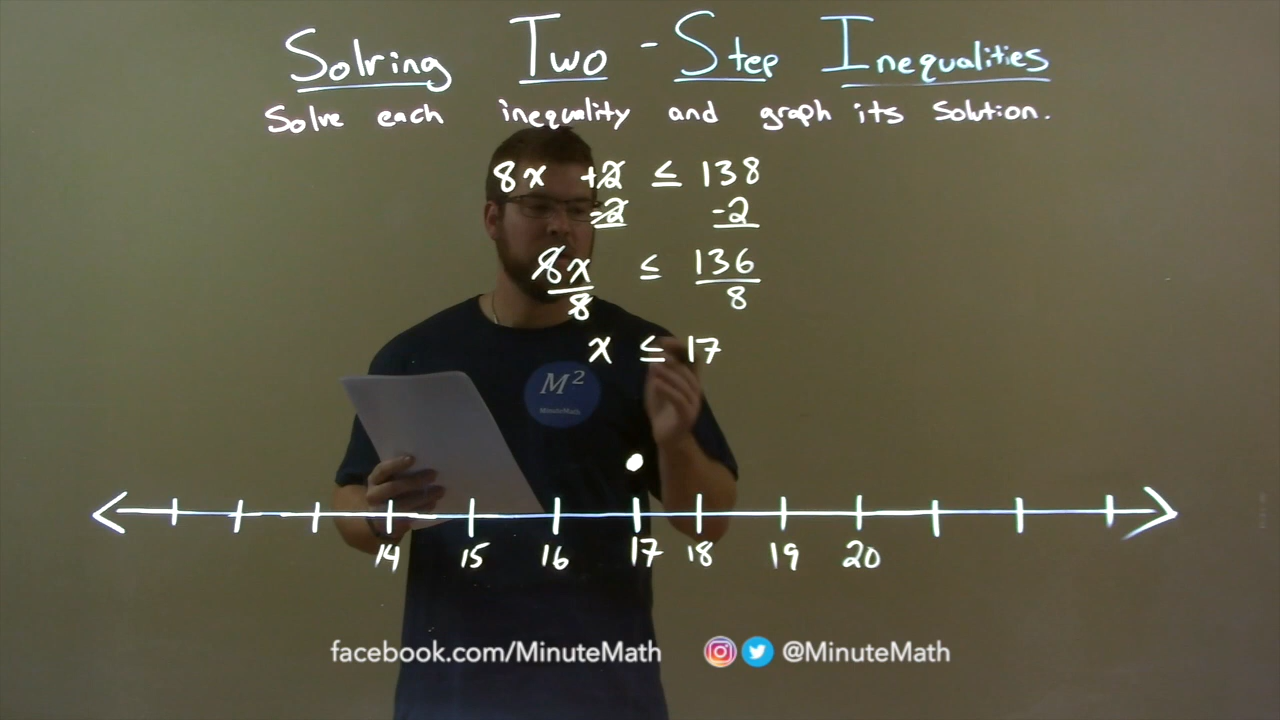 Solving Two-Step Inequalities
Solve each inequality and graph its solution.
8x +2 ≤ 138
-2 -2
8x ≤ 136
8 8
x ≤ 17
M²
MinuteMath
14 15 16 17 18 19 20
facebook.com/MinuteMath @MinuteMath